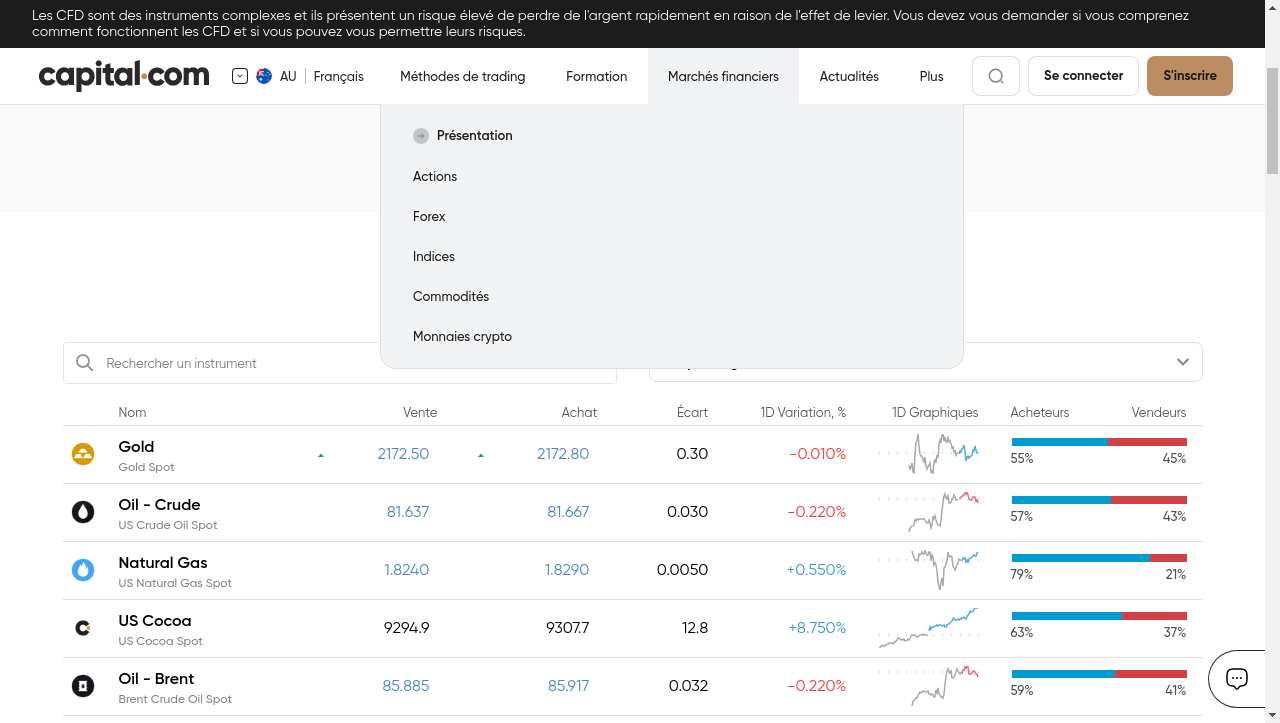 Les CFD sont des instruments complexes et ils présentent un risque élevé de perdre de l'argent rapidement en raison de l'effet de levier. Vous devez vous demander si vous comprenez
comment fonctionnent les CFD et si vous pouvez vous permettre leurs risques.
capital.com AU Français Méthodes de trading Formation Marchés financiers Actualités Plus Se connecter S'inscrire
Présentation
Actions
Forex
Indices
Commodités
Monnaies crypto
Rechercher un instrument
Nom Vente Achat Écart 1D Variation, % 1D Graphiques Acheteurs Vendeurs
Gold 2172.50 2172.80 0.30 -0.010% 55% 45%
Gold Spot
Oil - Crude 81.637 81.667 0.030 -0.220% 57% 43%
US Crude Oil Spot
Natural Gas 1.8240 1.8290 0.0050 +0.550% 79% 21%
US Natural Gas Spot
US Cocoa 9294.9 9307.7 12.8 +8.750% 63% 37%
US Cocoa Spot
Oil - Brent 85.885 85.917 0.032 -0.220% 59% 41%
Brent Crude Oil Spot